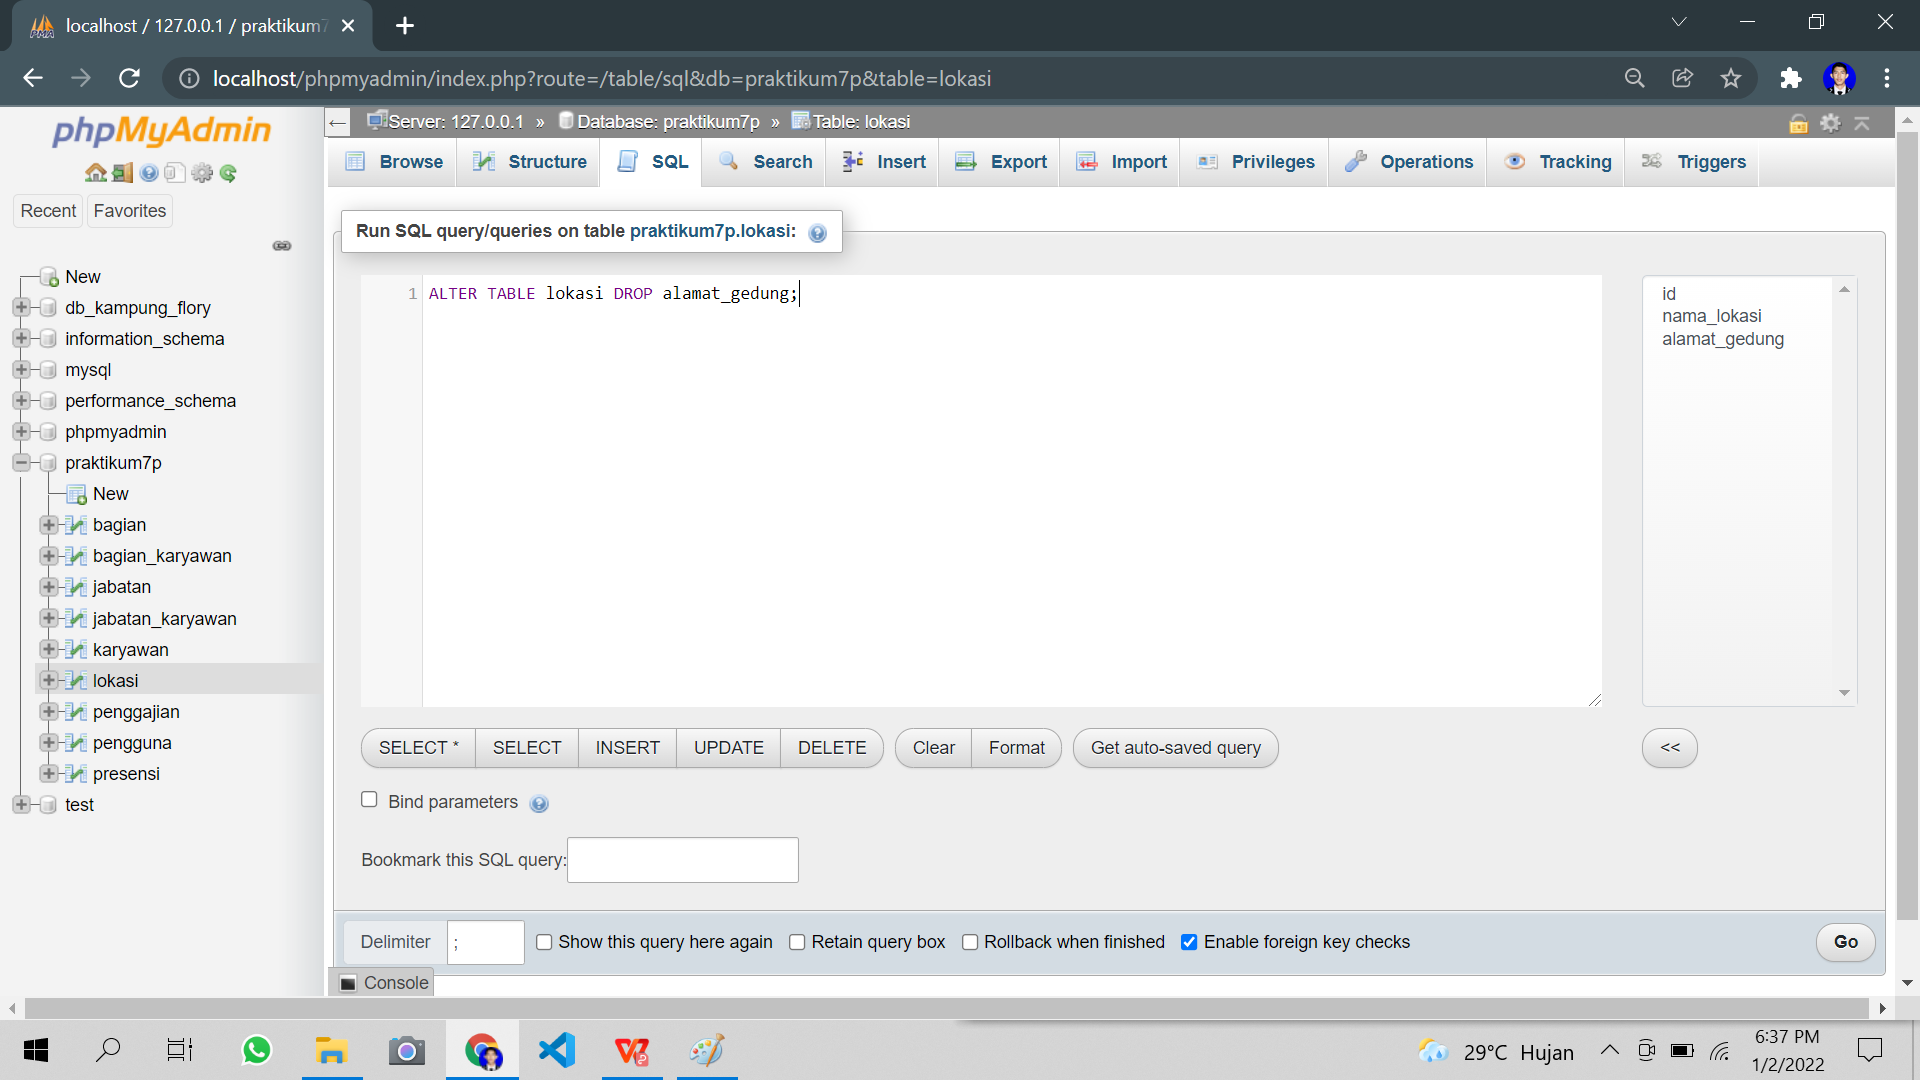 localhost / 127.0.0.1 / praktikum7
localhost/phpmyadmin/index.php?route=/table/sql&db=praktikum7p&table=lokasi
phpMyAdmin
Recent
Favorites
New
db_kampung_flory
information_schema
mysql
performance_schema
phpmyadmin
praktikum7p
New
bagian
bagian_karyawan
jabatan
jabatan_karyawan
karyawan
lokasi
penggajian
pengguna
presensi
test
Server: 127.0.0.1 » Database: praktikum7p » Table: lokasi
Browse Structure SQL Search Insert Export Import Privileges Operations Tracking Triggers
Run SQL query/queries on table praktikum7p.lokasi:
1 ALTER TABLE lokasi DROP alamat_gedung;
id
nama_lokasi
alamat_gedung
SELECT * SELECT INSERT UPDATE DELETE Clear Format Get auto-saved query <<
Bind parameters
Bookmark this SQL query:
Delimiter ; Show this query here again Retain query box Rollback when finished Enable foreign key checks Go
Console
29°C Hujan
6:37 PM
1/2/2022